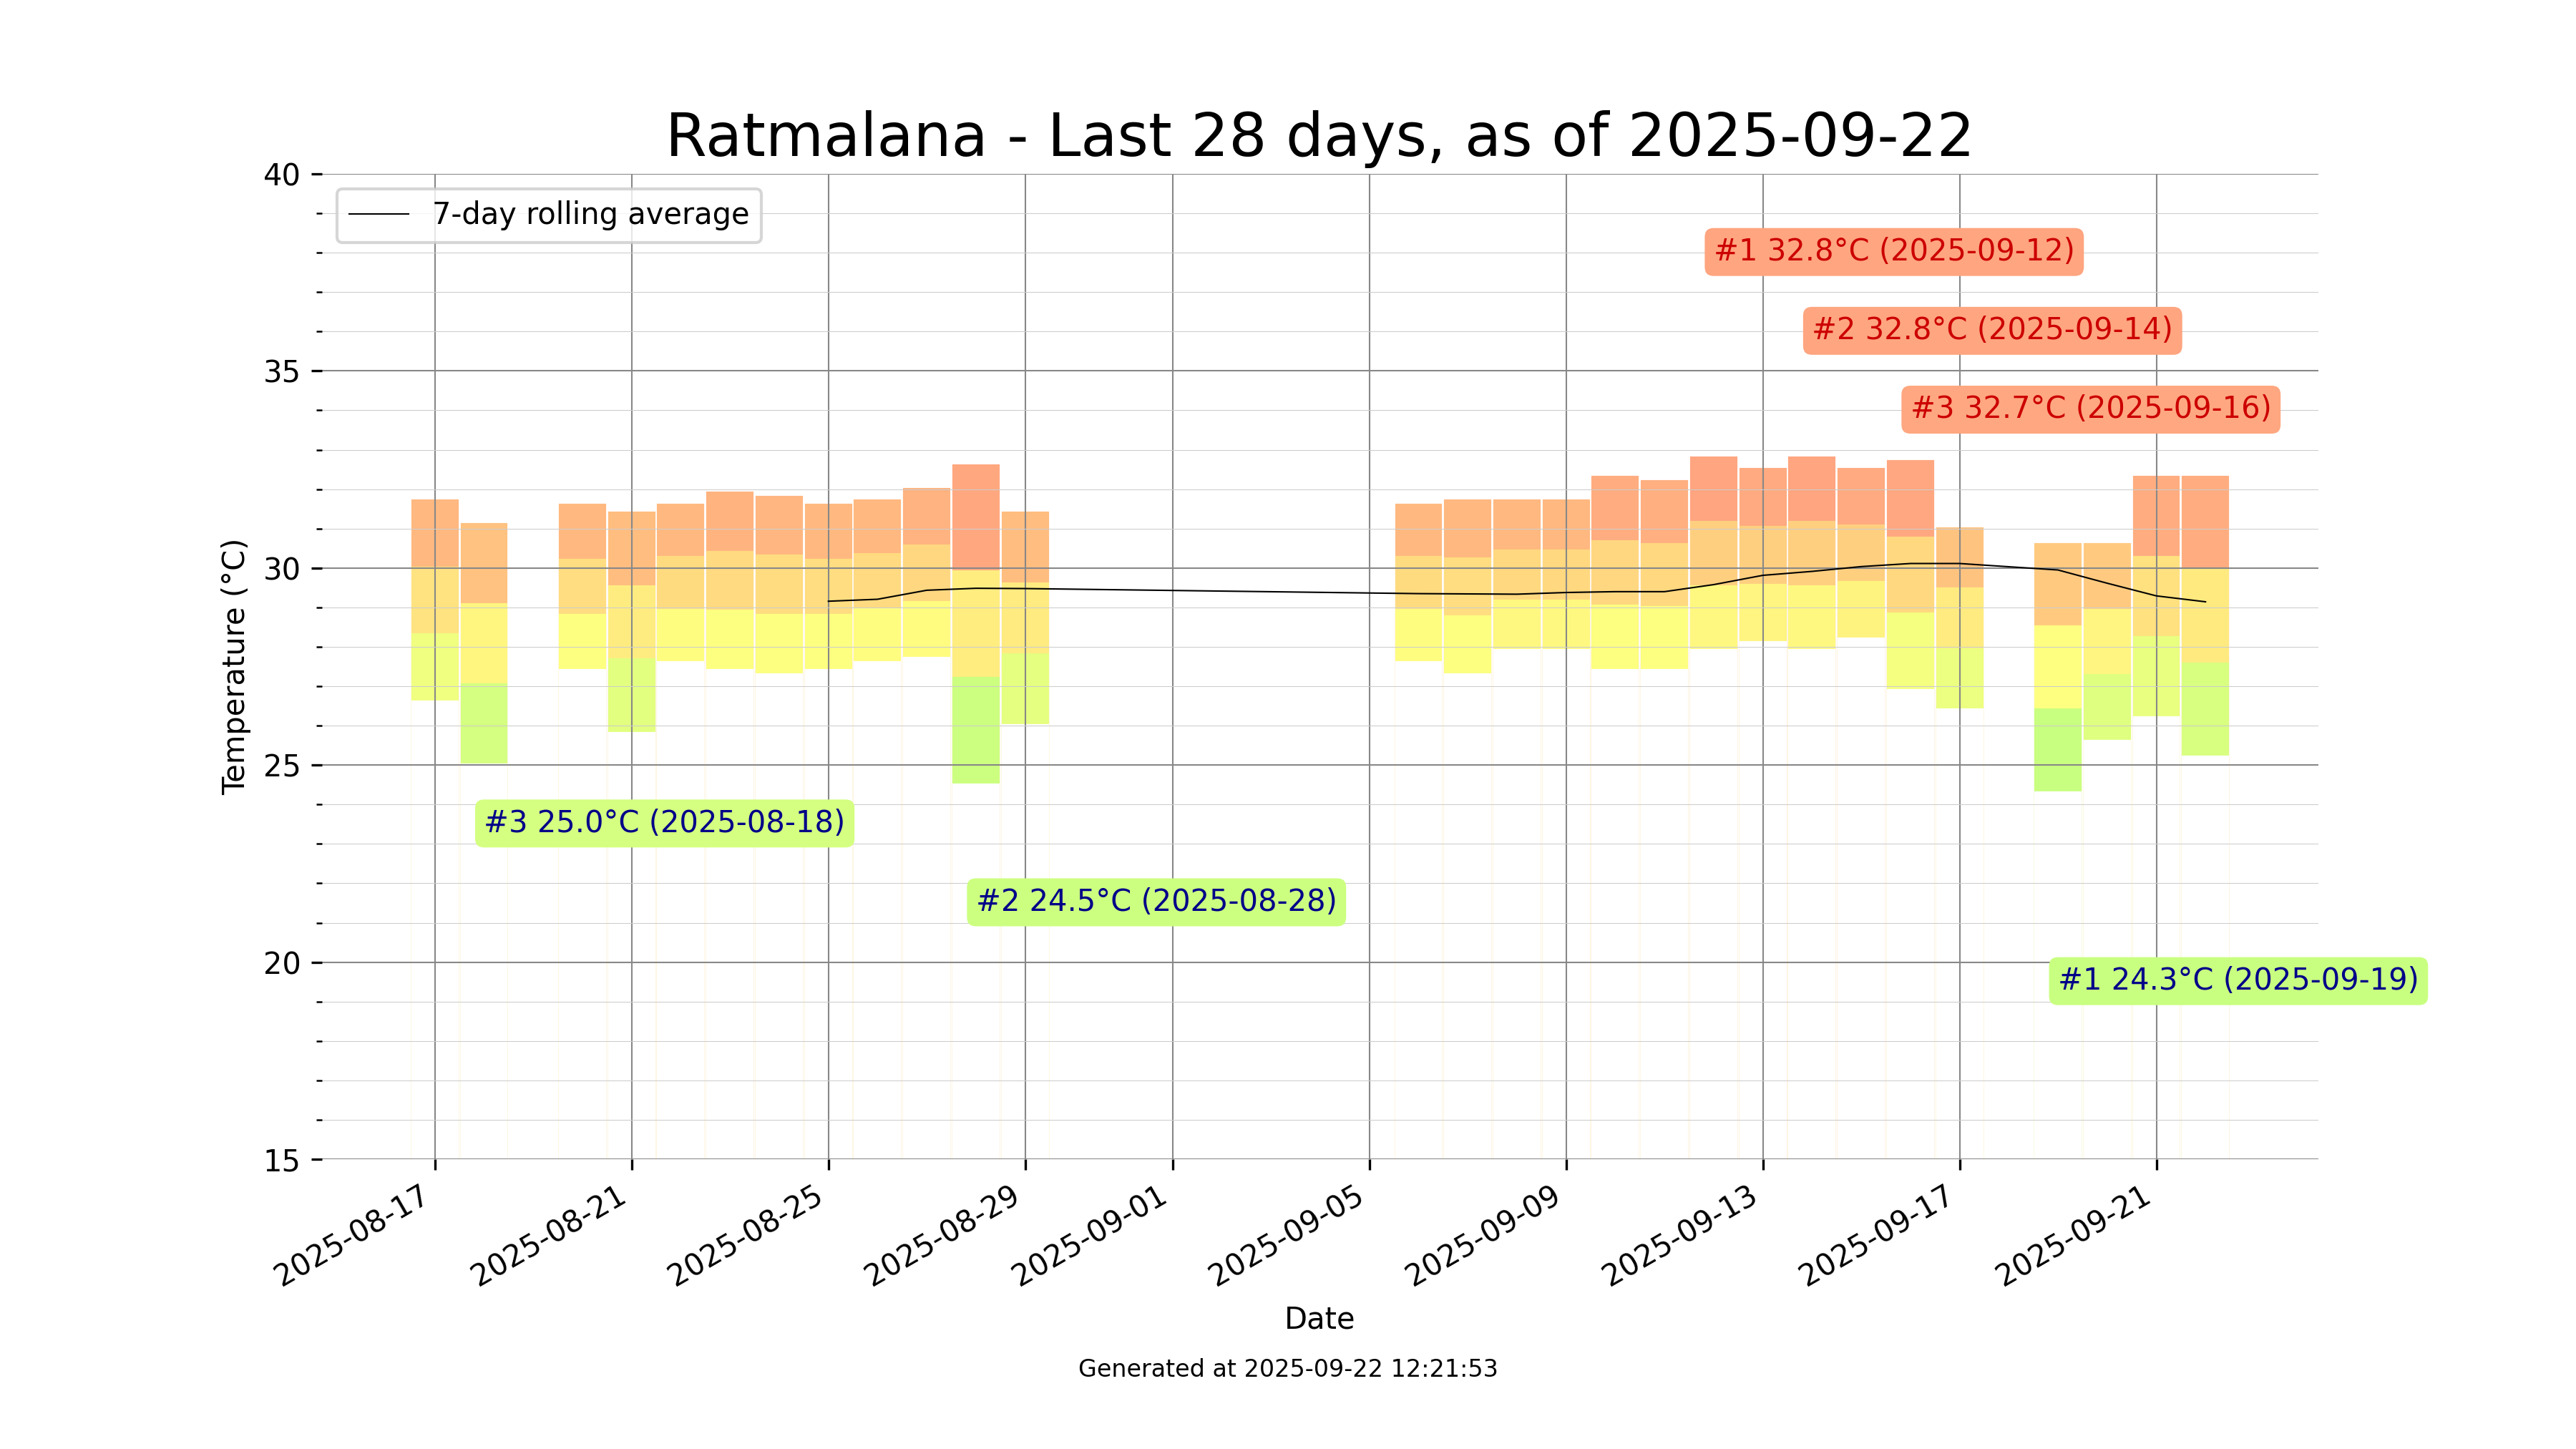 Ratmalana - Last 28 days, as of 2025-09-22
7-day rolling average
#1 32.8°C (2025-09-12)
#2 32.8°C (2025-09-14)
#3 32.7°C (2025-09-16)
#3 25.0°C (2025-08-18)
#2 24.5°C (2025-08-28)
#1 24.3°C (2025-09-19)
Temperature (°C)
40
35
30
25
20
15
2025-08-17
2025-08-21
2025-08-25
2025-08-29
2025-09-01
2025-09-05
2025-09-09
2025-09-13
2025-09-17
2025-09-21
Date
Generated at 2025-09-22 12:21:53